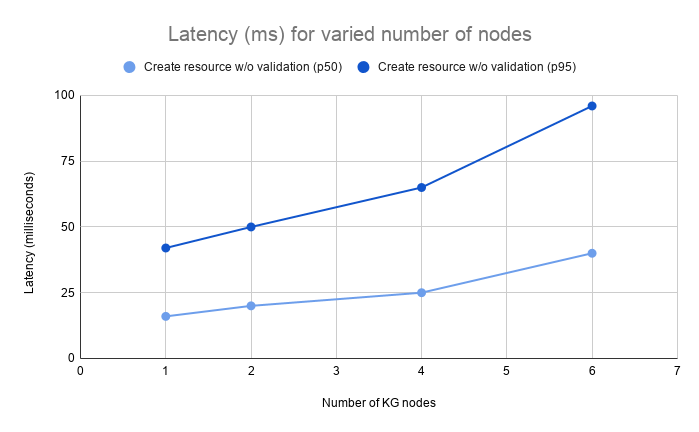 Latency (ms) for varied number of nodes
Create resource w/o validation (p50) Create resource w/o validation (p95)
100
75
50
25
0
Latency (milliseconds)
0 1 2 3 4 5 6 7
Number of KG nodes